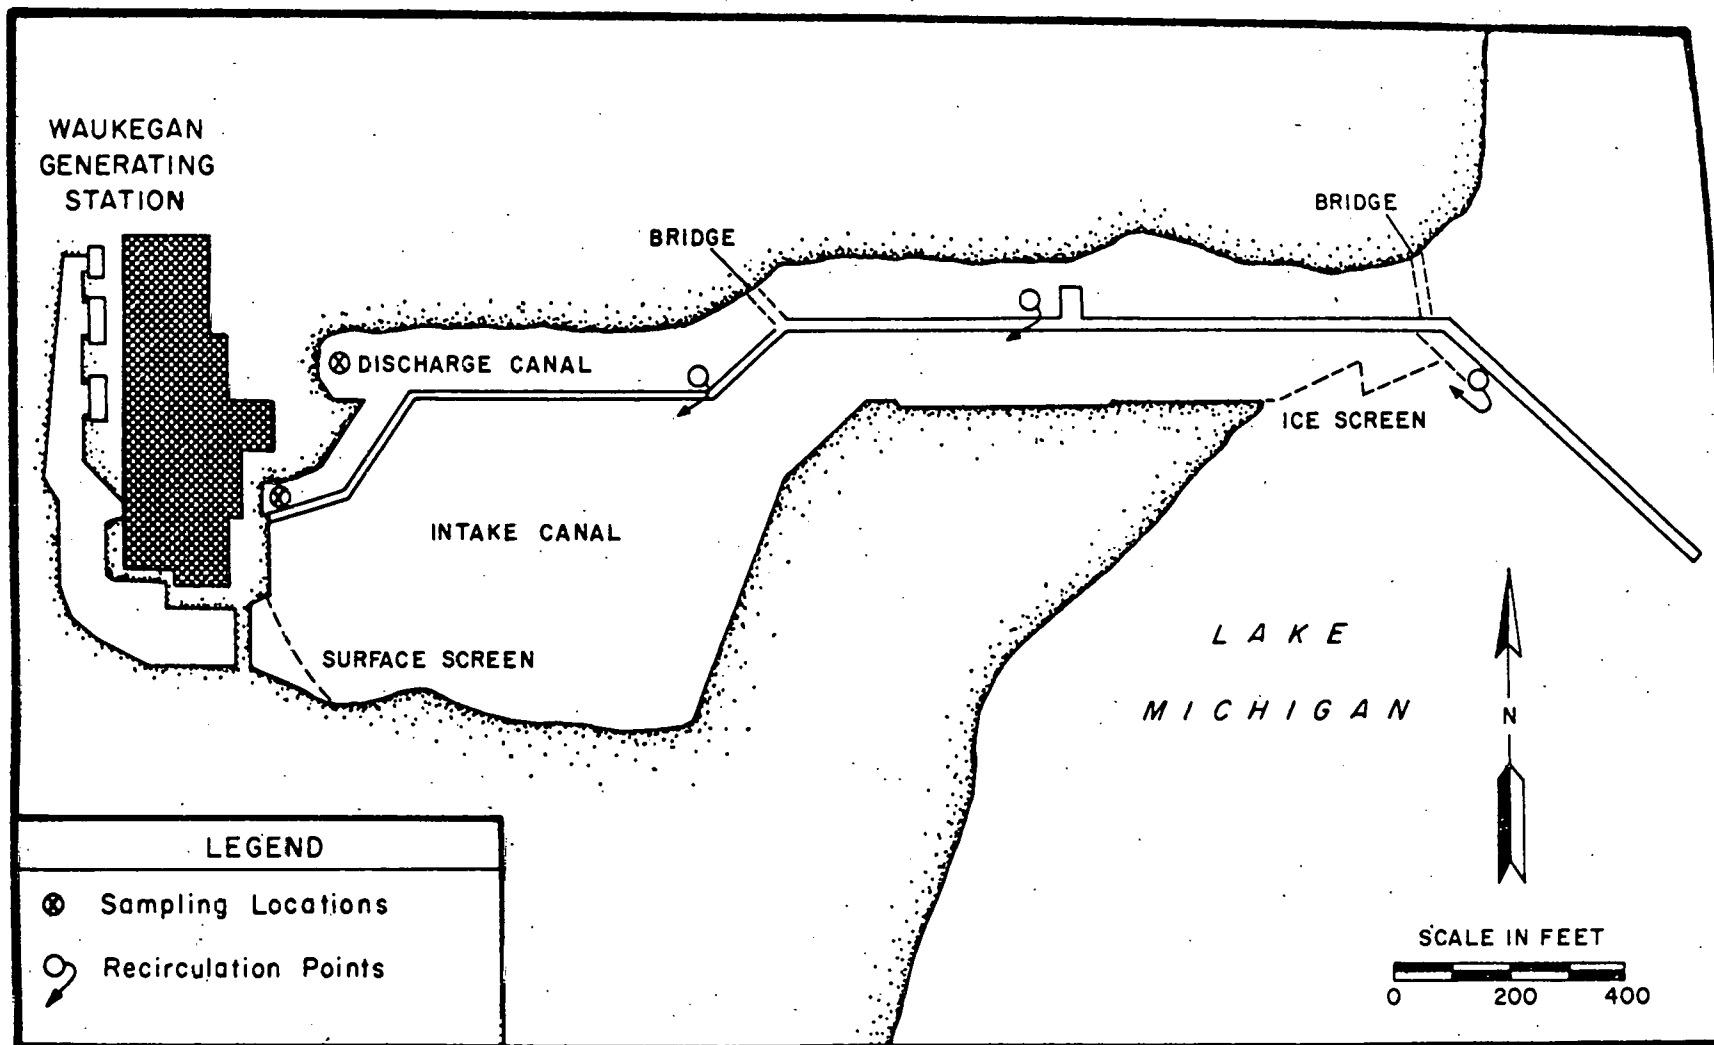 WAUKEGAN
GENERATING
STATION
BRIDGE
BRIDGE
DISCHARGE CANAL
ICE SCREEN
INTAKE CANAL
SURFACE SCREEN
LAKE
MICHIGAN
N
LEGEND
Sampling Locations
Recirulation Points
SCALE IN FEET
0 200 400